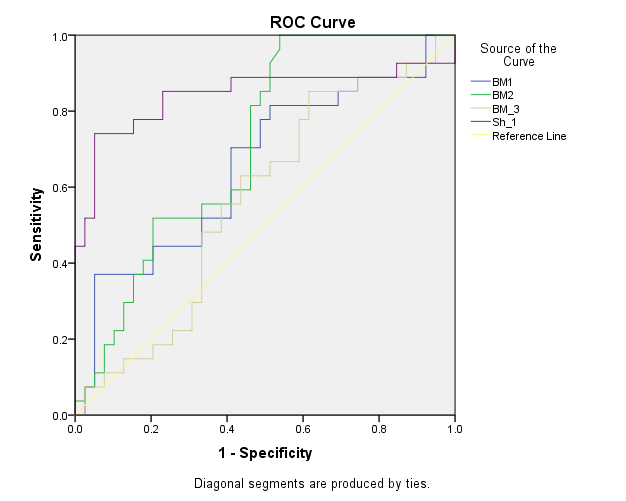 ROC Curve
Source of the
Curve
BM1
BM2
BM_3
Sh_1
Reference Line
Sensitivity
1.0
0.8
0.6
0.4
0.2
0.0
0.0
0.2
0.4
0.6
0.8
1.0
1 - Specificity
Diagonal segments are produced by ties.